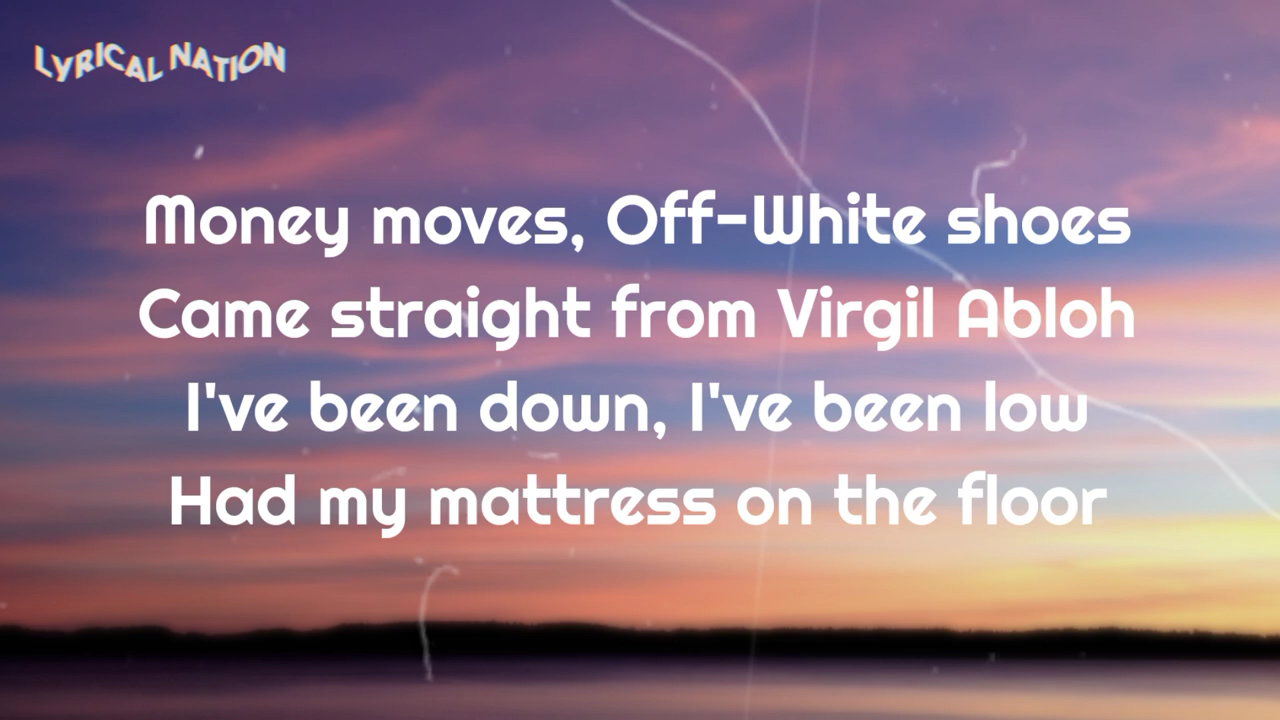 LYRICAL NATION
Money moves, Off-White shoes
Came straight from Virgil Abloh
I've been down, I've been low
Had my mattress on the floor